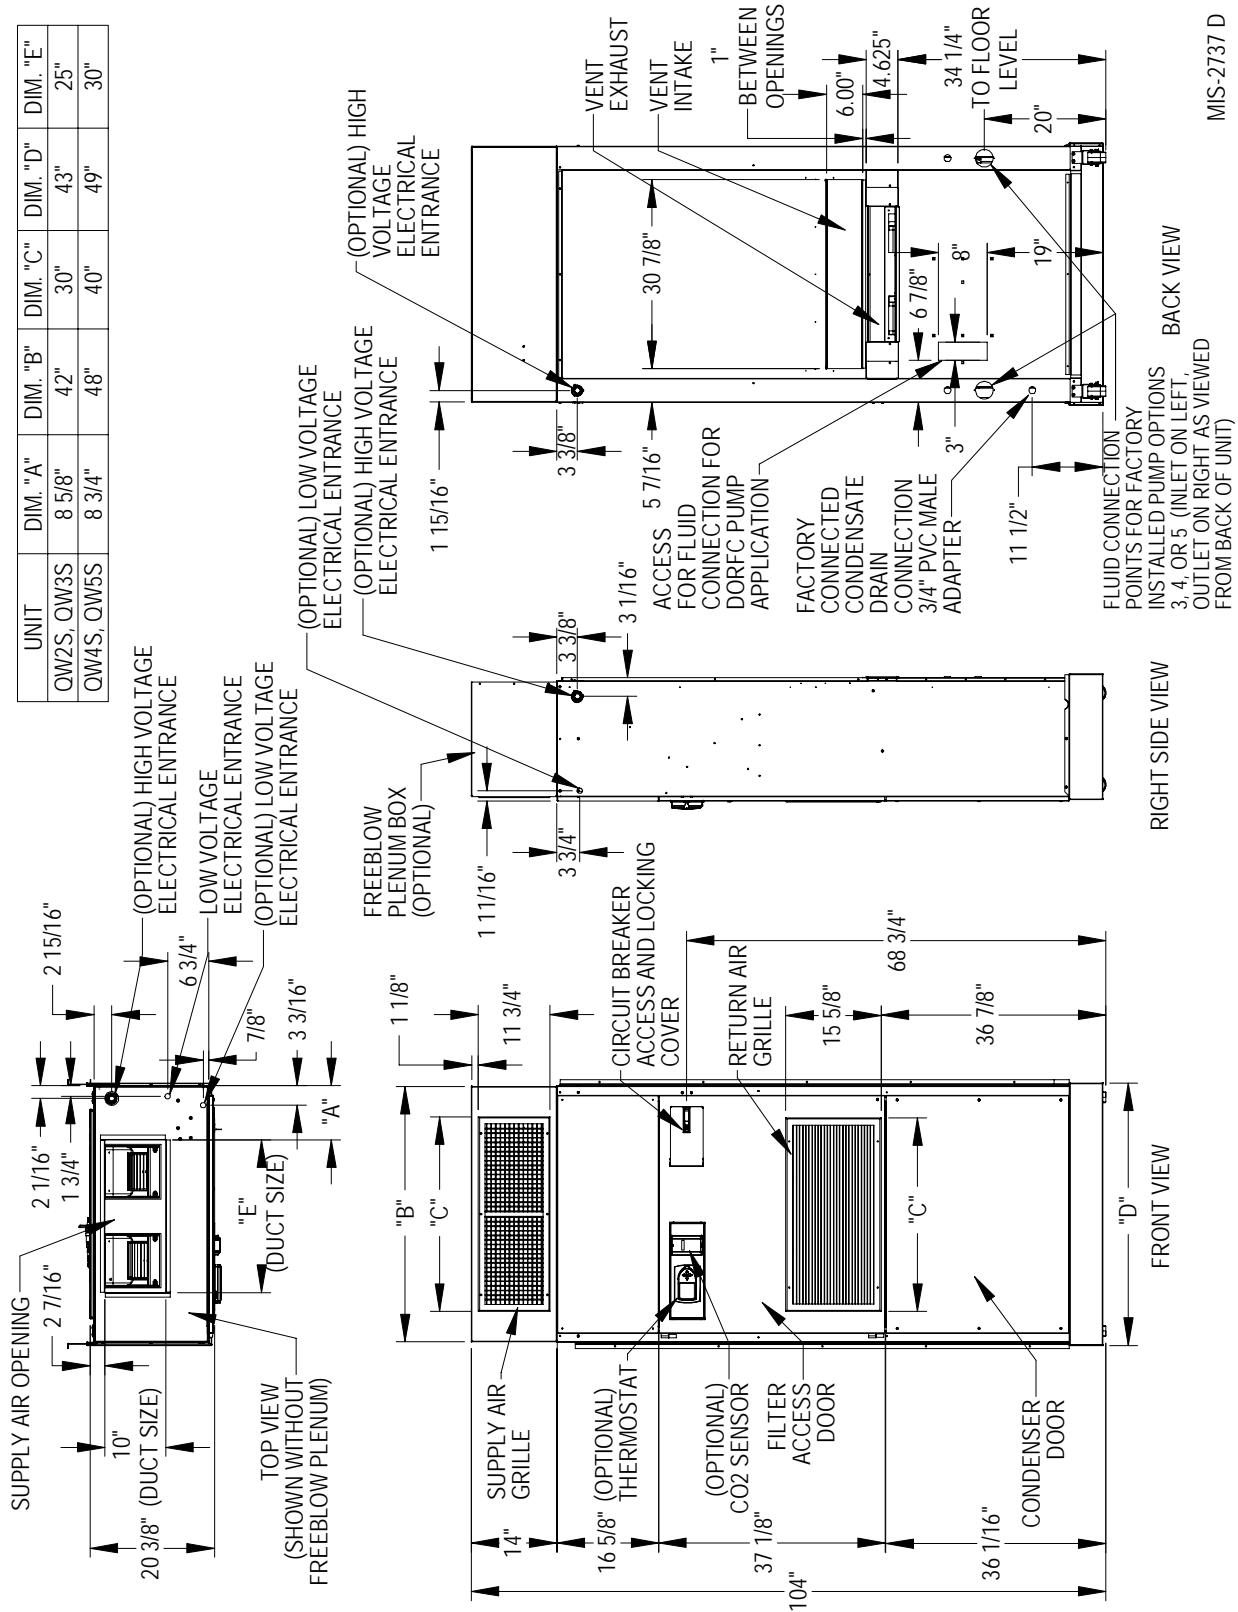 UNIT DIM. "A" DIM. "B" DIM. "C" DIM. "D" DIM. "E"
QW2S, QW3S 8 5/8" 42" 30" 43" 25"
QW4S, QW5S 8 3/4" 48" 40" 49" 30"
SUPPLY AIR OPENING
2 7/16"
2 1/16"
1 3/4"
2 15/16"
(OPTIONAL) HIGH VOLTAGE
ELECTRICAL ENTRANCE
LOW VOLTAGE
ELECTRICAL ENTRANCE
(OPTIONAL) LOW VOLTAGE
ELECTRICAL ENTRANCE
6 3/4"
7/8"
3 3/16"
"A"
"E"
(DUCT SIZE)
10"
(DUCT SIZE)
20 3/8"
TOP VIEW
(SHOWN WITHOUT
FREEBLOW PLENUM)
FREEBLOW
PLENUM BOX
(OPTIONAL)
1 11/16"
3 3/4"
(OPTIONAL) LOW VOLTAGE
ELECTRICAL ENTRANCE
(OPTIONAL) HIGH VOLTAGE
ELECTRICAL ENTRANCE
3 3/8"
3 1/16"
RIGHT SIDE VIEW
1 1/8"
11 3/4"
"B"
"C"
SUPPLY AIR
GRILLE
CIRCUIT BREAKER
ACCESS AND LOCKING
COVER
RETURN AIR
GRILLE
15 5/8"
68 3/4"
36 7/8"
(OPTIONAL)
THERMOSTAT
(OPTIONAL)
CO2 SENSOR
FILTER
ACCESS
DOOR
"C"
CONDENSER
DOOR
14"
16 5/8"
37 1/8"
36 1/16"
104"
"D"
FRONT VIEW
1 15/16"
3 3/8"
(OPTIONAL) HIGH
VOLTAGE
ELECTRICAL
ENTRANCE
30 7/8"
VENT
EXHAUST
VENT
INTAKE
1"
BETWEEN
OPENINGS
6.00"
4.625"
34 1/4"
TO FLOOR
LEVEL
20"
5 7/16"
ACCESS
FOR FLUID
CONNECTION FOR
DORFC PUMP
APPLICATION
6 7/8"
8"
19"
3"
FACTORY
CONNECTED
CONDENSATE
DRAIN
CONNECTION
3/4" PVC MALE
ADAPTER
11 1/2"
FLUID CONNECTION
POINTS FOR FACTORY
INSTALLED PUMP OPTIONS
3, 4, OR 5 (INLET ON LEFT,
OUTLET ON RIGHT AS VIEWED
FROM BACK OF UNIT)
BACK VIEW
MIS-2737 D